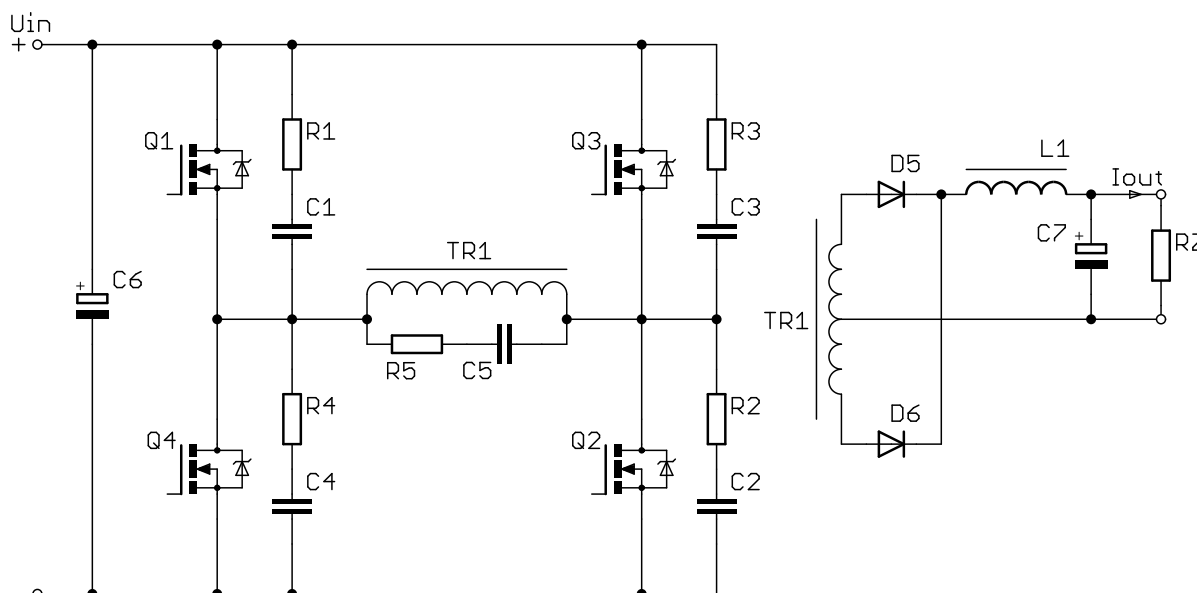 Uin
+
Q1
R1
C1
Q3
R3
C3
D5
L1
Iout
C7
+
C6
+
TR1
TR1
R5
C5
Q4
R4
C4
Q2
R2
C2
D6